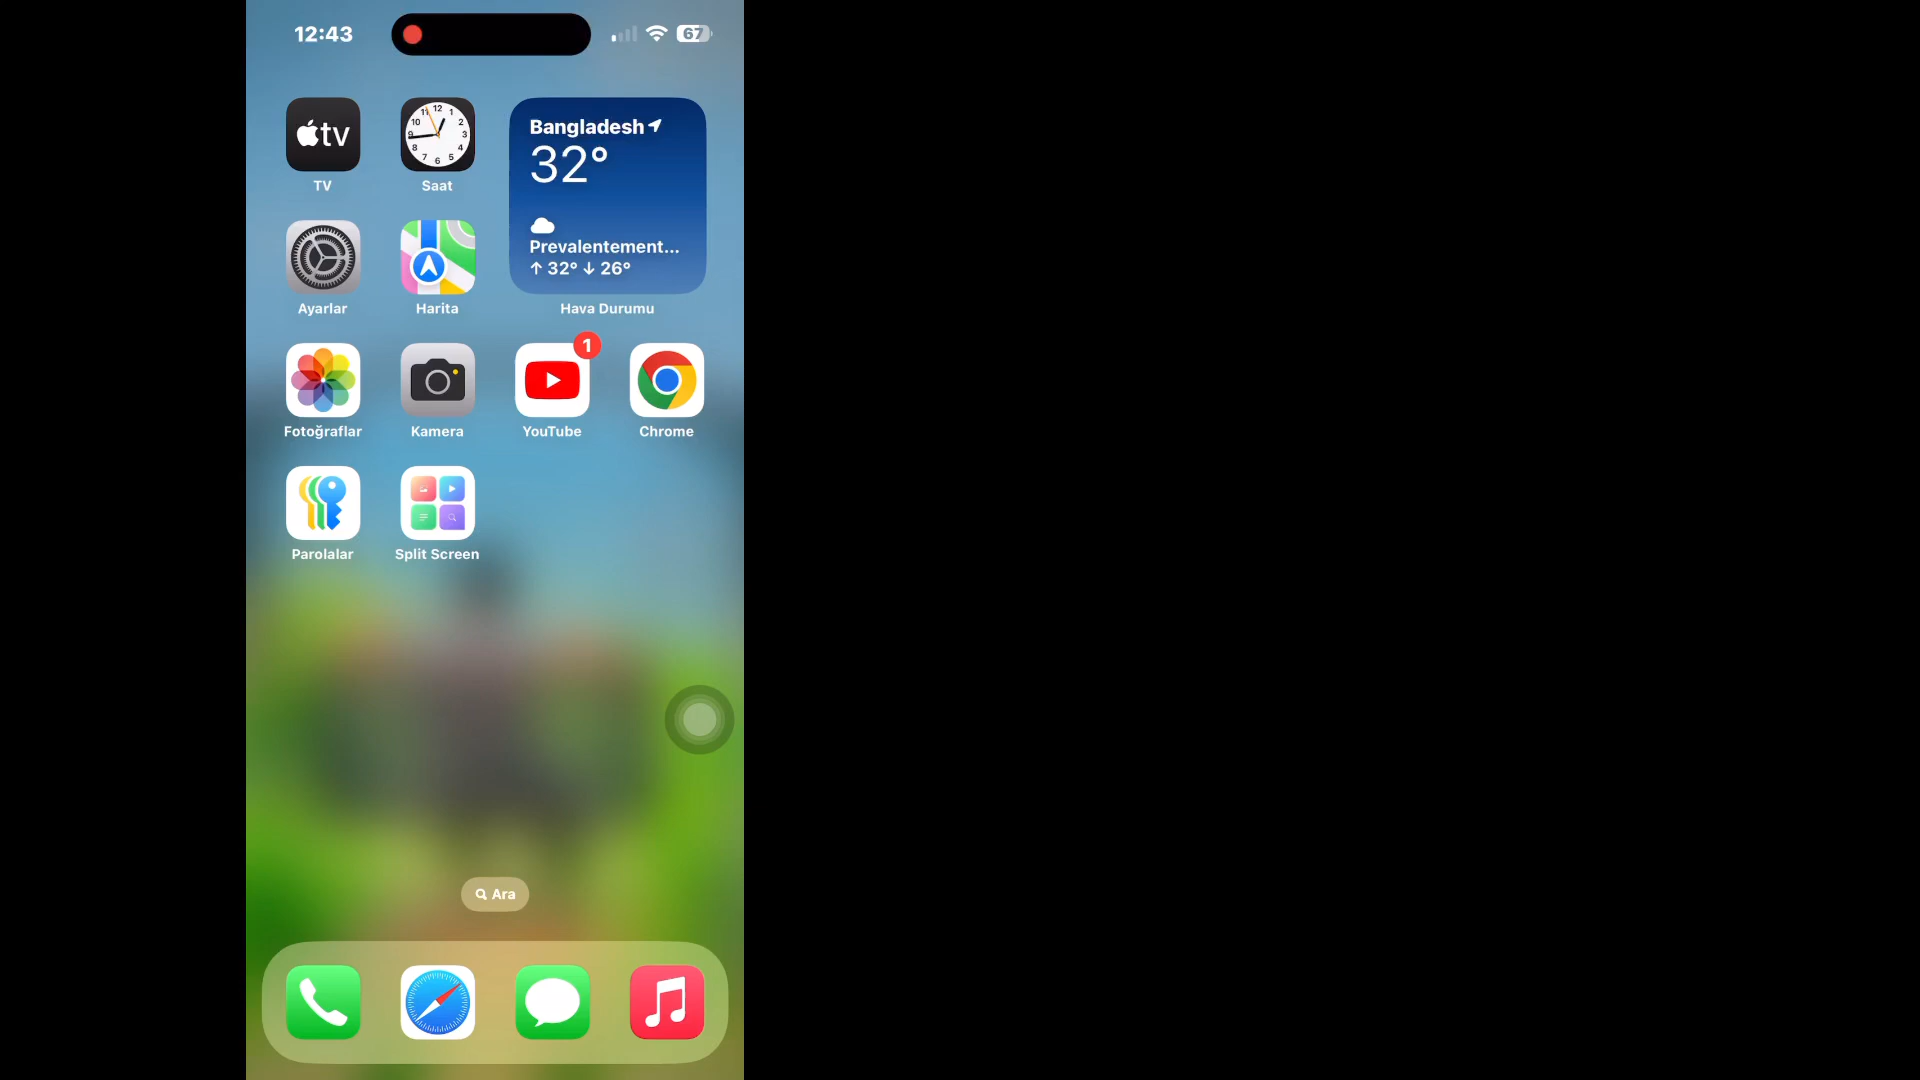 12:43
67
tv
TV
Saat
Bangladesh
32°
Prevalentement...
↑ 32° ↓ 26°
Hava Durumu
Ayarlar
Harita
1
Fotoğraflar
Kamera
YouTube
Chrome
Parolalar
Split Screen
Ara